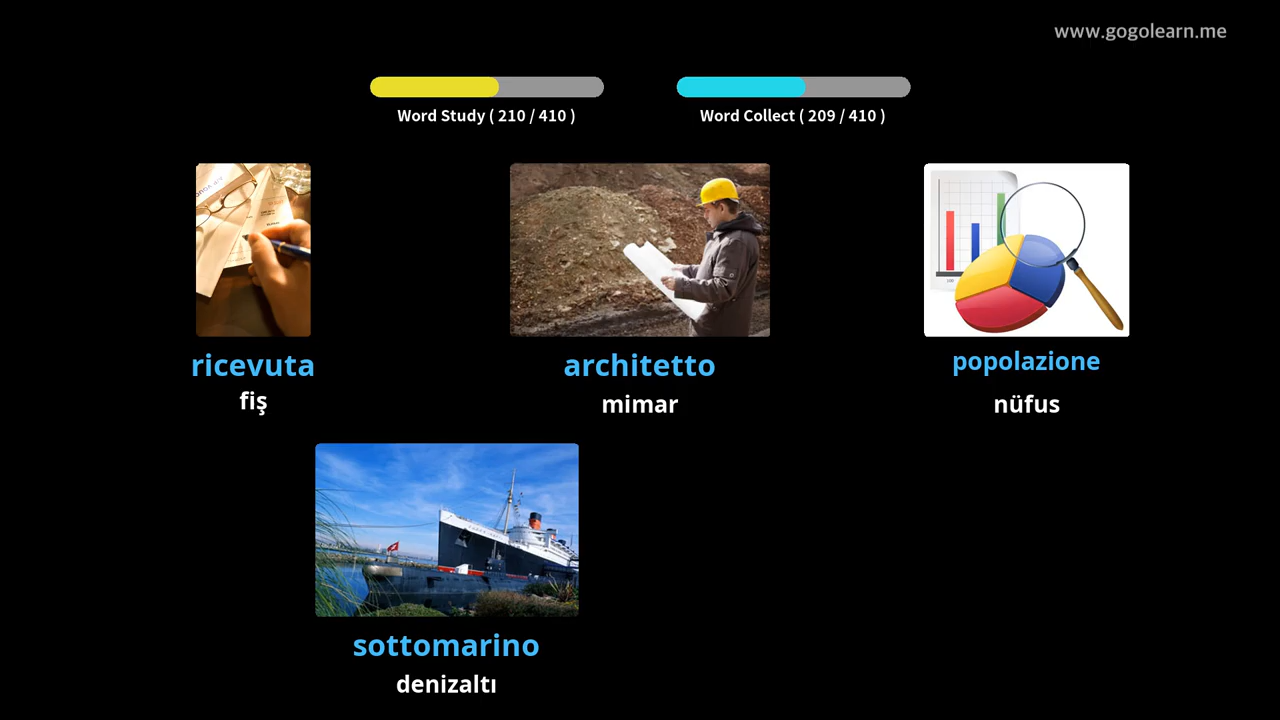 www.gogolearn.me
Word Study ( 210 / 410 )
Word Collect ( 209 / 410 )
ricevuta
fiş
architetto
mimar
popolazione
nüfus
sottomarino
denizaltı